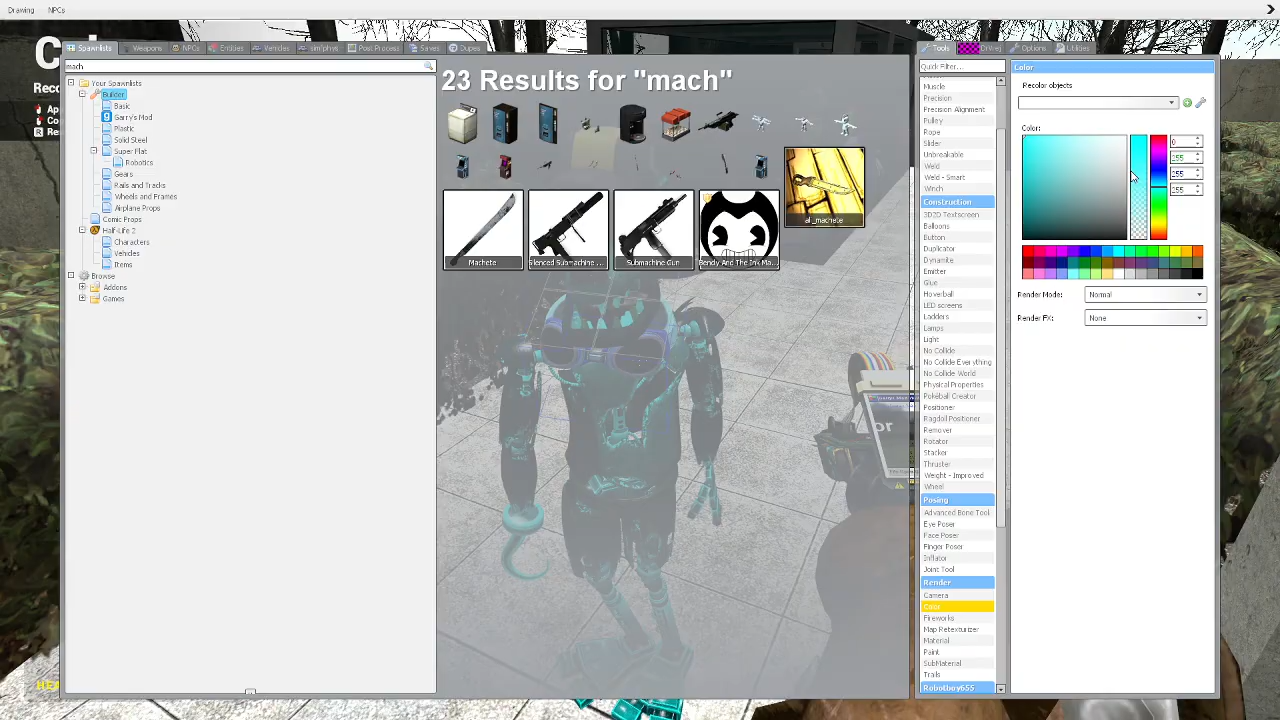 Drawing NPCs
Spawnlists Weapons NPCs Entities Vehicles simfphys Post Process Saves Dupes
Tools DrVrej Options Utilities
mach
Your Spawnlists
Builder
Basic
Garry's Mod
Plastic
Solid Steel
Super Flat
Robotics
Gears
Rails and Tracks
Wheels and Frames
Airplane Props
Comic Props
Half-Life 2
Characters
Vehicles
Items
Browse
Addons
Games
23 Results for "mach"
al_machete
Machete
Silenced Submachine ...
Submachine Gun
Bendy And The Ink Ma...
Quick Filter...
Muscle
Precision
Precision Alignment
Pulley
Rope
Slider
Unbreakable
Weld
Weld - Smart
Winch
Construction
3D2D Textscreen
Balloons
Button
Duplicator
Dynamite
Emitter
Glue
Hoverball
LED screens
Ladders
Lamps
Light
No Collide
No Collide Everything
No Collide World
Physical Properties
Pokéball Creator
Positioner
Ragdoll Positioner
Remover
Rotator
Stacker
Thruster
Weight - Improved
Wheel
Posing
Advanced Bone Tool
Eye Poser
Face Poser
Finger Poser
Inflator
Joint Tool
Render
Camera
Color
Fireworks
Map Retexturizer
Material
Paint
SubMaterial
Trails
Robotboy655
Color
Recolor objects
Color:
0
255
255
255
Render Mode: Normal
Render FX: None